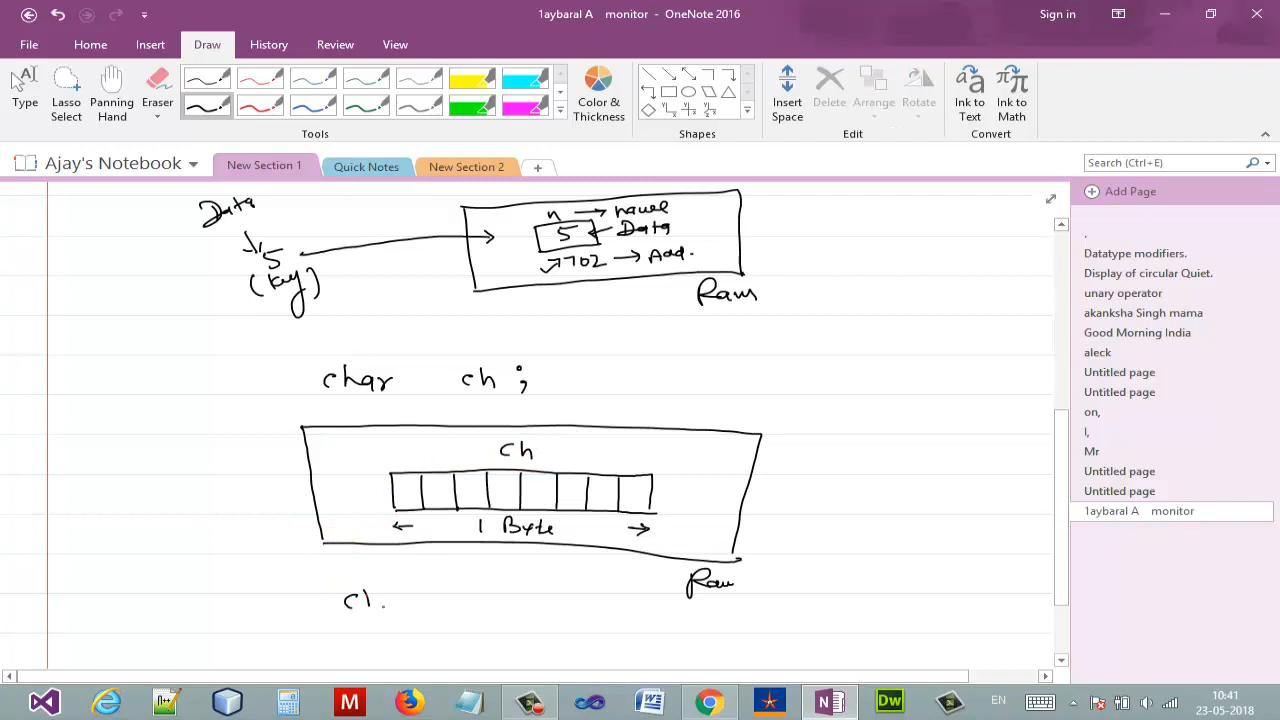 1aybaral A monitor - OneNote 2016
Sign in
File Home Insert Draw History Review View
Type
Lasso Select
Panning Hand
Eraser
Color & Thickness
Insert Space
Delete
Arrange
Rotate
Ink to Text
Ink to Math
Tools
Shapes
Edit
Convert
Ajay's Notebook
New Section 1
Quick Notes
New Section 2
Search (Ctrl+E)
Add Page
.
Datatype modifiers.
Display of circular Quiet.
unary operator
akanksha Singh mama
Good Morning India
aleck
Untitled page
Untitled page
on,
I,
Mr
Untitled page
Untitled page
1aybaral A monitor
Data
5
(key)
n → name
5 ← Data
7702 → Add.
Ram
char ch ;
ch
← 1 Byte →
Ram
EN
10:41
23-05-2018
M
Dw